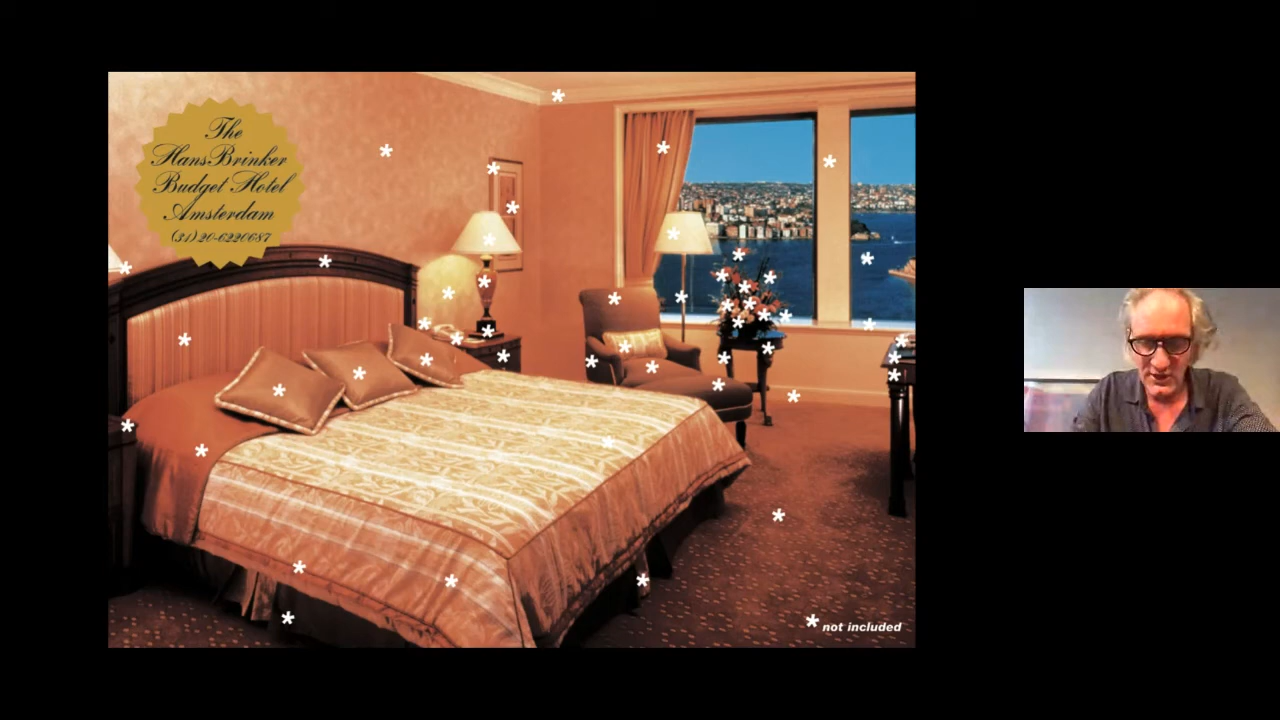 The
Hans Brinker
Budget Hotel
Amsterdam
(31) 20-6220687
* not included